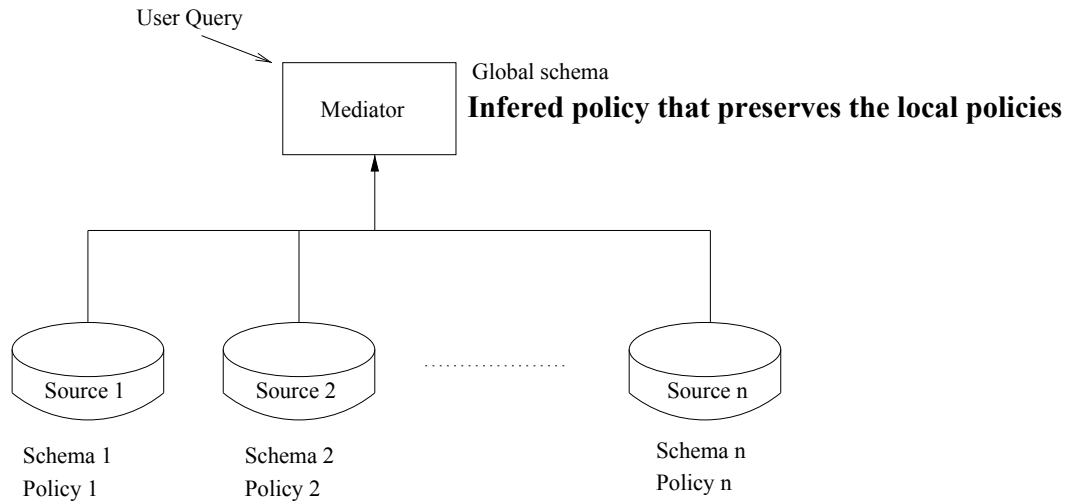 User Query
Global schema
Mediator
Infered policy that preserves the local policies
Source 1
Source 2
Source n
Schema 1
Policy 1
Schema 2
Policy 2
Schema n
Policy n